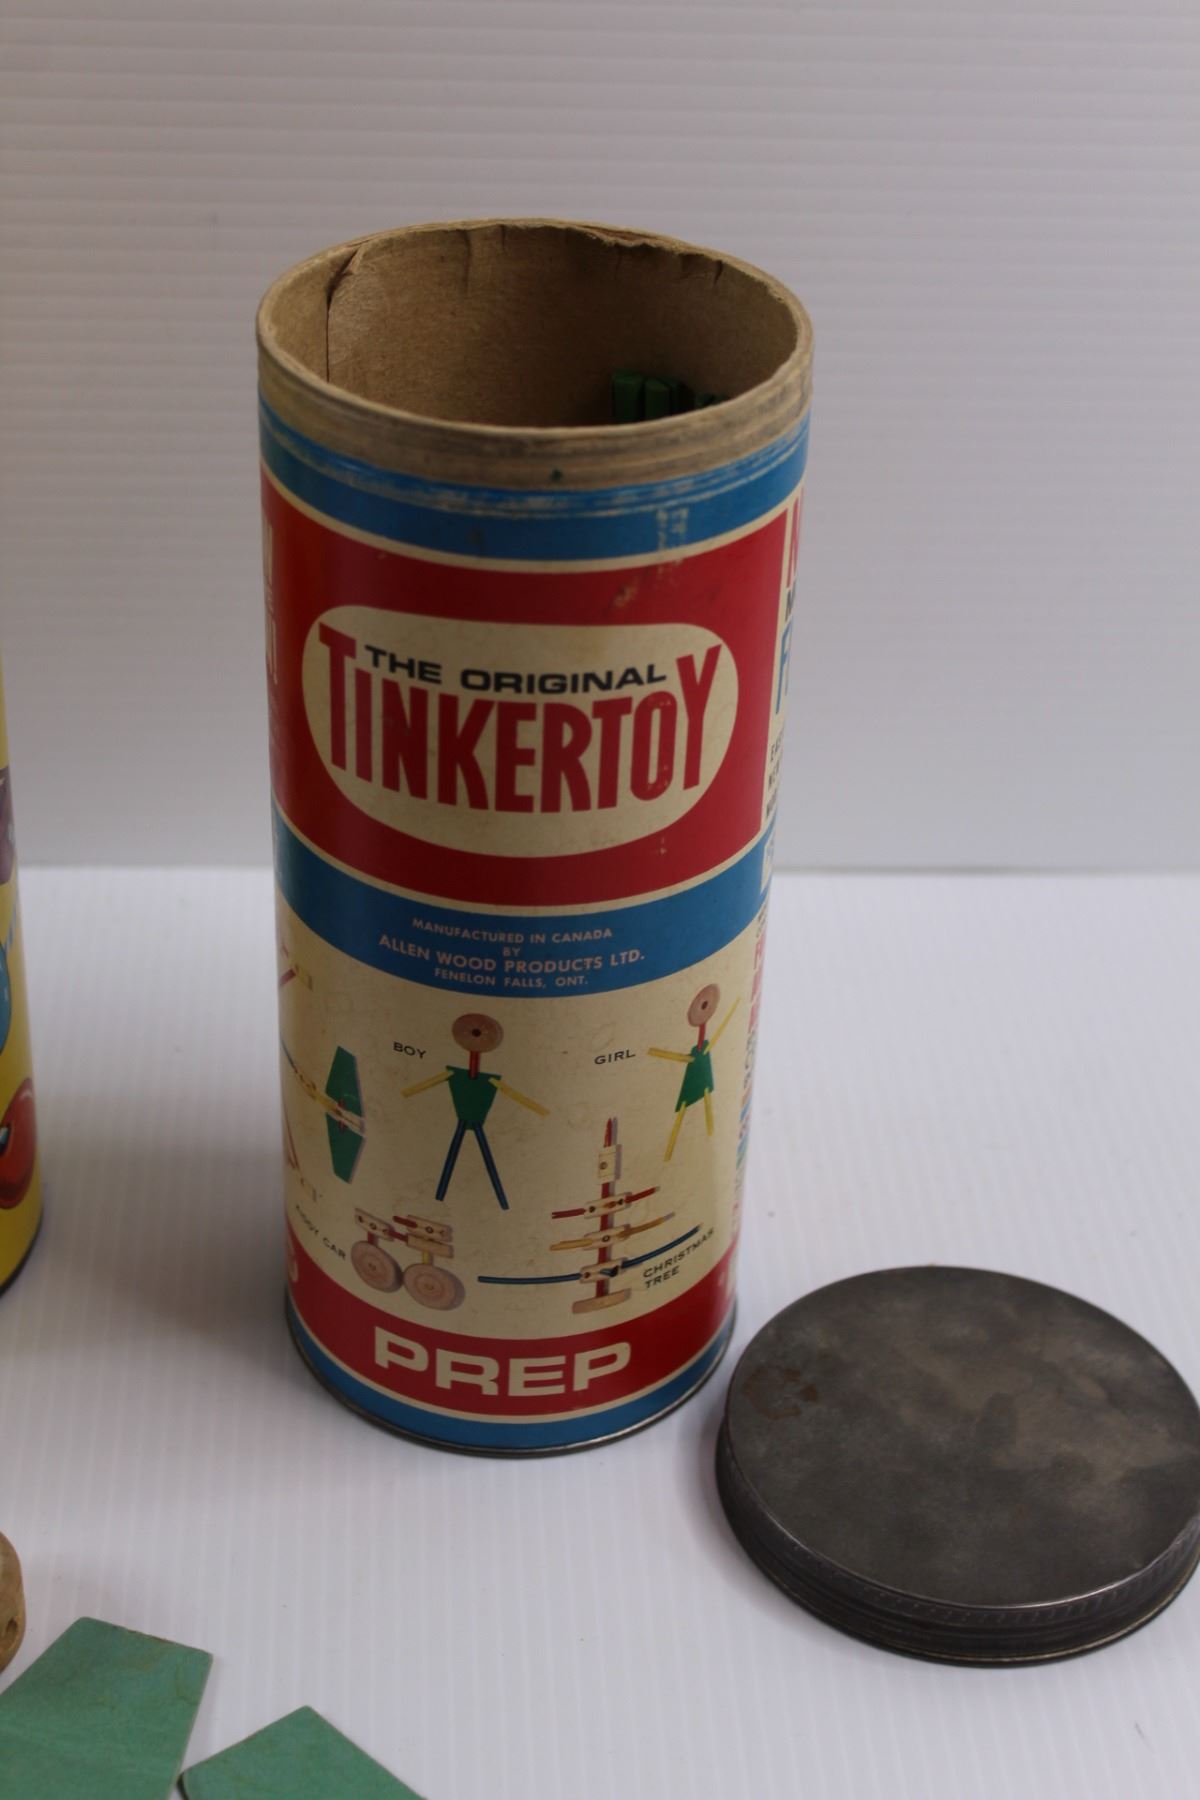 THE ORIGINAL
TINKERTOY
MANUFACTURED IN CANADA
BY
ALLEN WOOD PRODUCTS LTD.
FENELON FALLS, ONT.
BOY
GIRL
CAR
CHRISTMAS
TREE
PREP